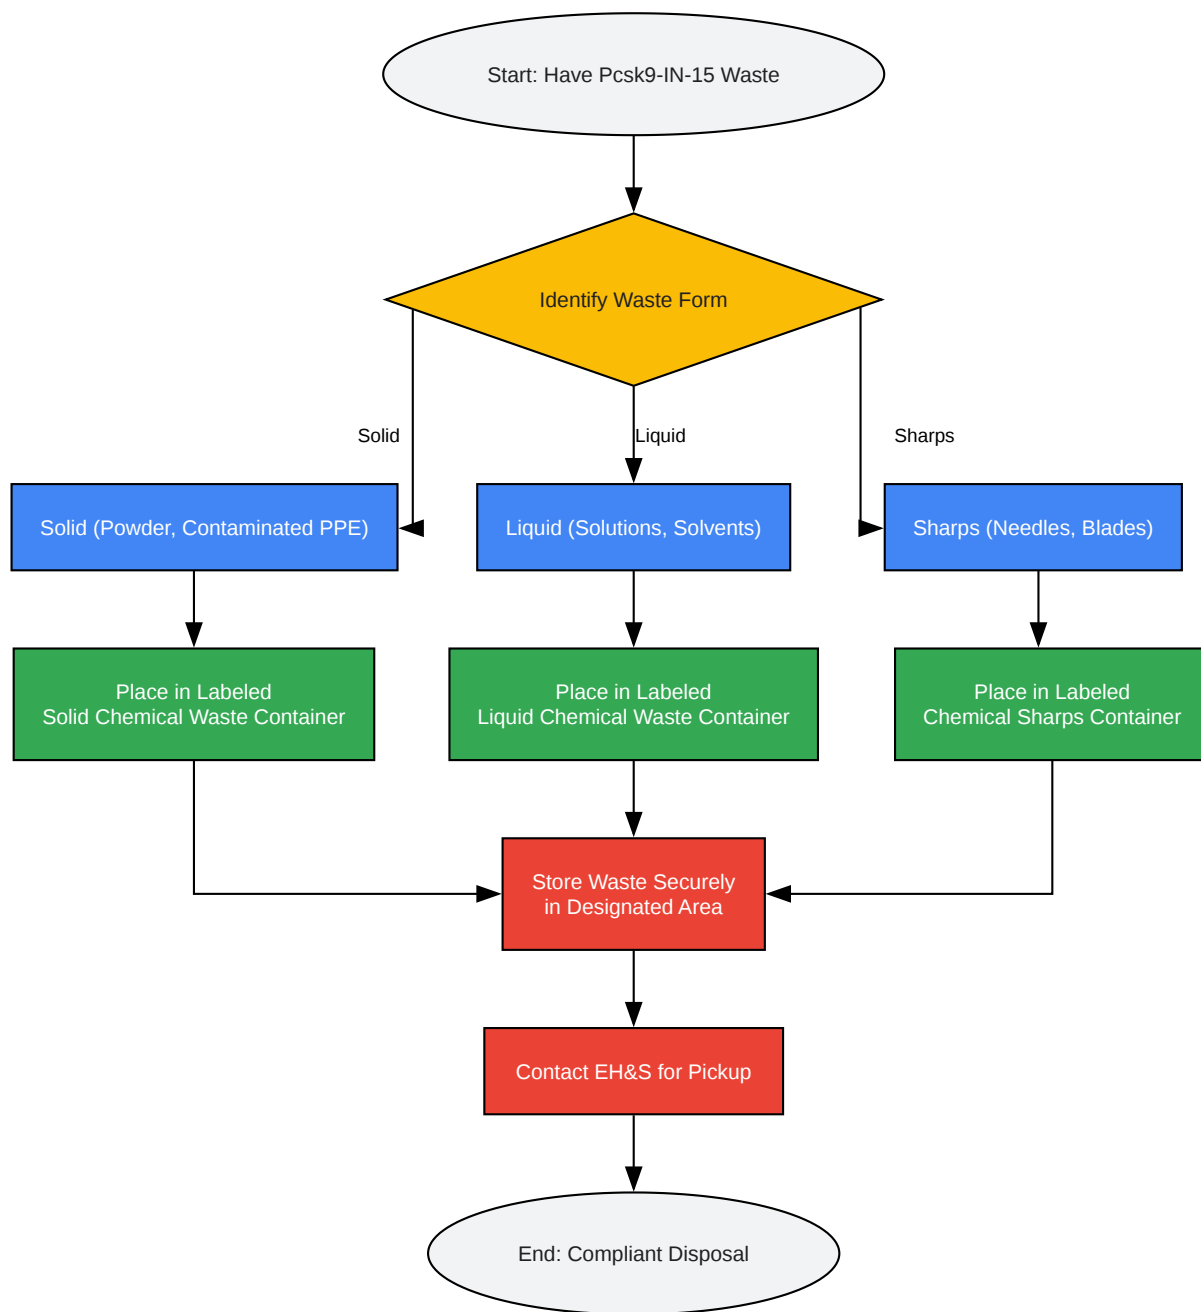 Start: Have Pcsk9-IN-15 Waste
Identify Waste Form
Solid
Liquid
Sharps
Solid (Powder, Contaminated PPE)
Liquid (Solutions, Solvents)
Sharps (Needles, Blades)
Place in Labeled
Solid Chemical Waste Container
Place in Labeled
Liquid Chemical Waste Container
Place in Labeled
Chemical Sharps Container
Store Waste Securely
in Designated Area
Contact EH&S for Pickup
End: Compliant Disposal